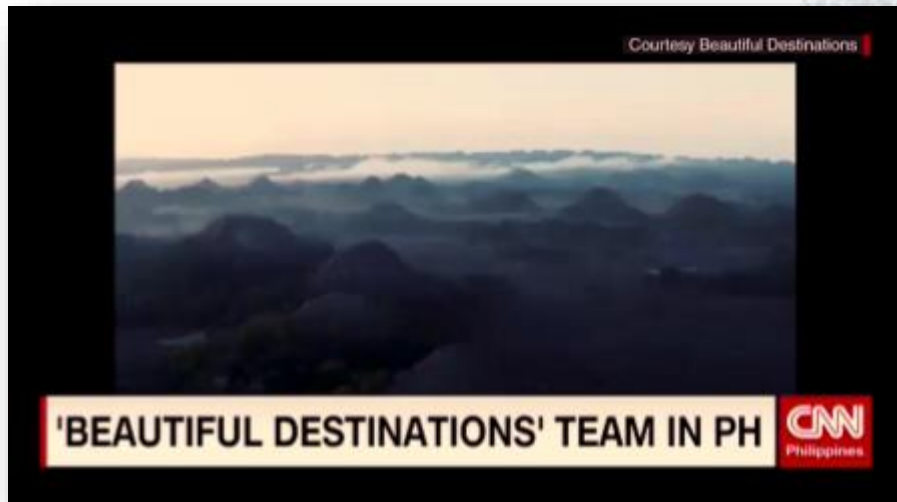 Courtesy Beautiful Destinations
'BEAUTIFUL DESTINATIONS' TEAM IN PH
CNN
Philippines